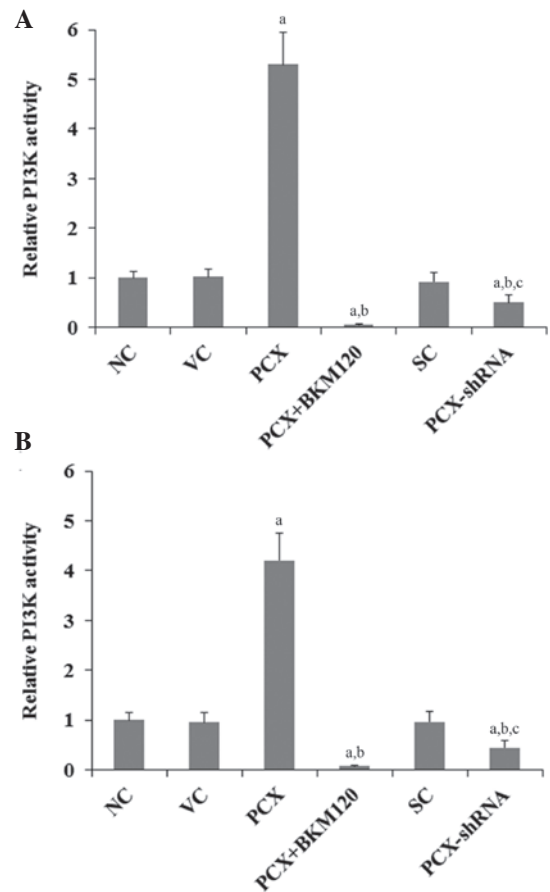 A
Relative PI3K activity
6
5
4
3
2
1
0
a
a,b
a,b,c
NC
VC
PCX
PCX+BKM120
SC
PCX-shRNA
B
Relative PI3K activity
6
5
4
3
2
1
0
a
a,b
a,b,c
NC
VC
PCX
PCX+BKM120
SC
PCX-shRNA